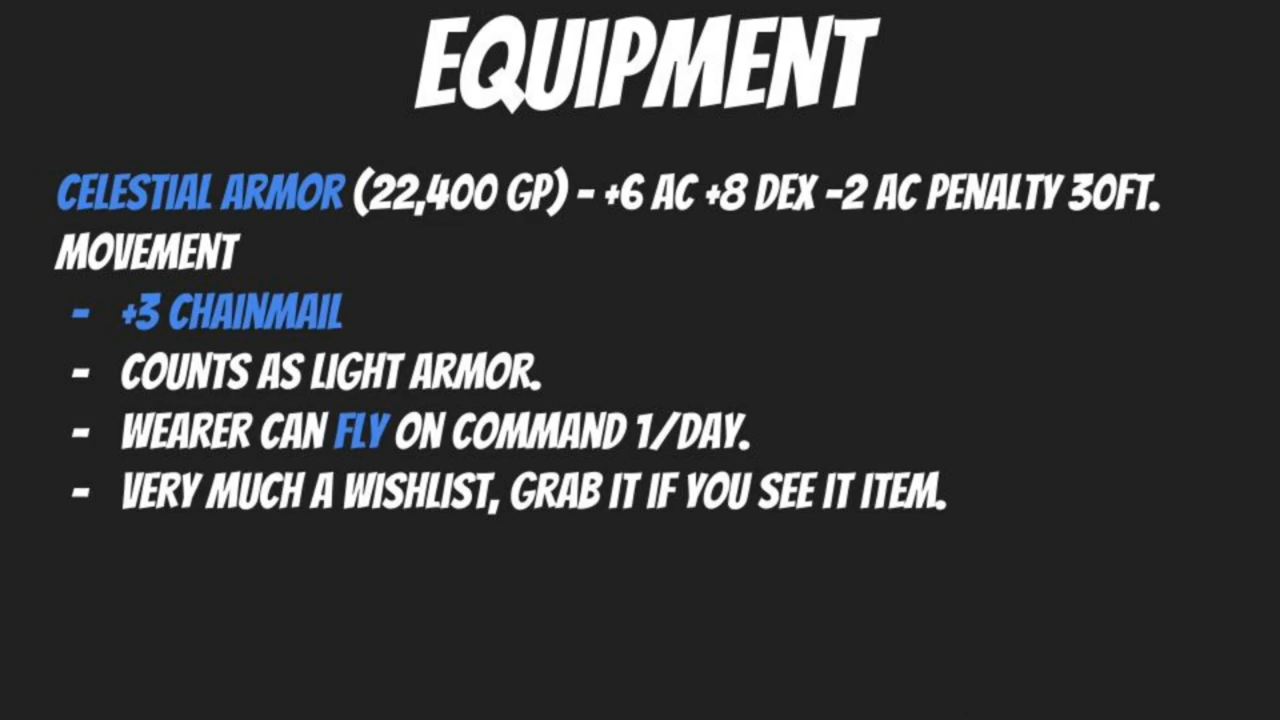 EQUIPMENT
CELESTIAL ARMOR (22,400 GP) - +6 AC +8 DEX -2 AC PENALTY 30FT.
MOVEMENT
- +3 CHAINMAIL
- COUNTS AS LIGHT ARMOR.
- WEARER CAN FLY ON COMMAND 1/DAY.
- VERY MUCH A WISHLIST, GRAB IT IF YOU SEE IT ITEM.